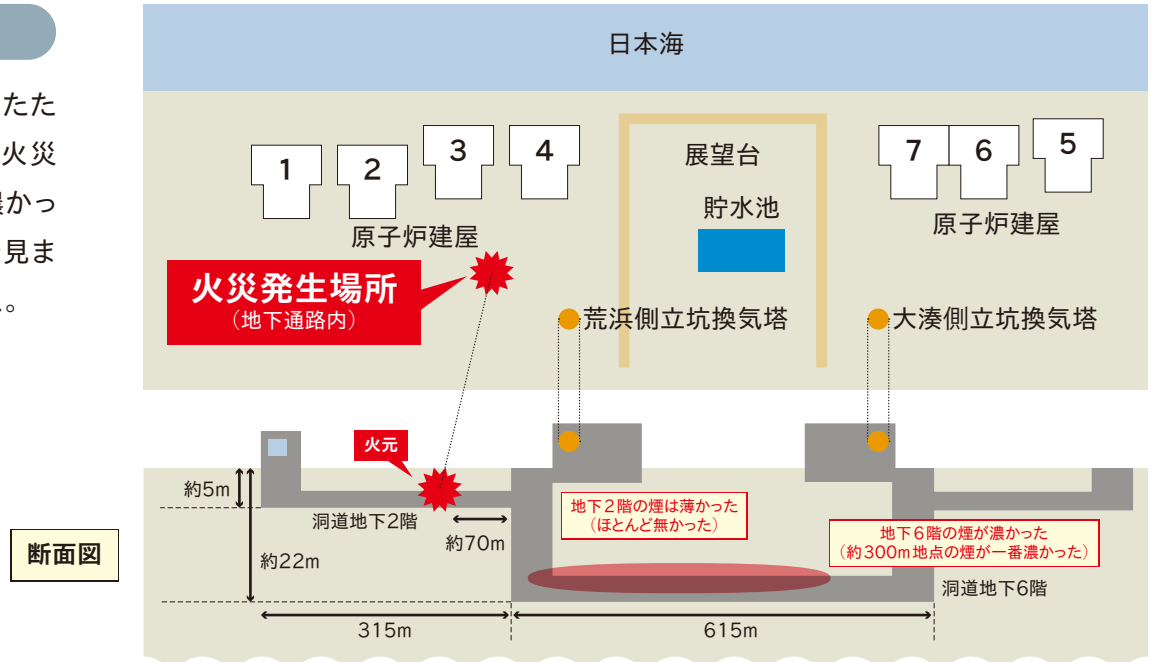 たた
火災
濃かっ
見ま
。
日本海
1
2
3
4
7
6
5
展望台
貯水池
原子炉建屋
原子炉建屋
火災発生場所
（地下通路内）
荒浜側立坑換気塔
大湊側立坑換気塔
火元
約5m
洞道地下2階
約70m
約22m
地下2階の煙は薄かった
（ほとんど無かった）
地下6階の煙が濃かった
（約300m地点の煙が一番濃かった）
洞道地下6階
断面図
315m
615m